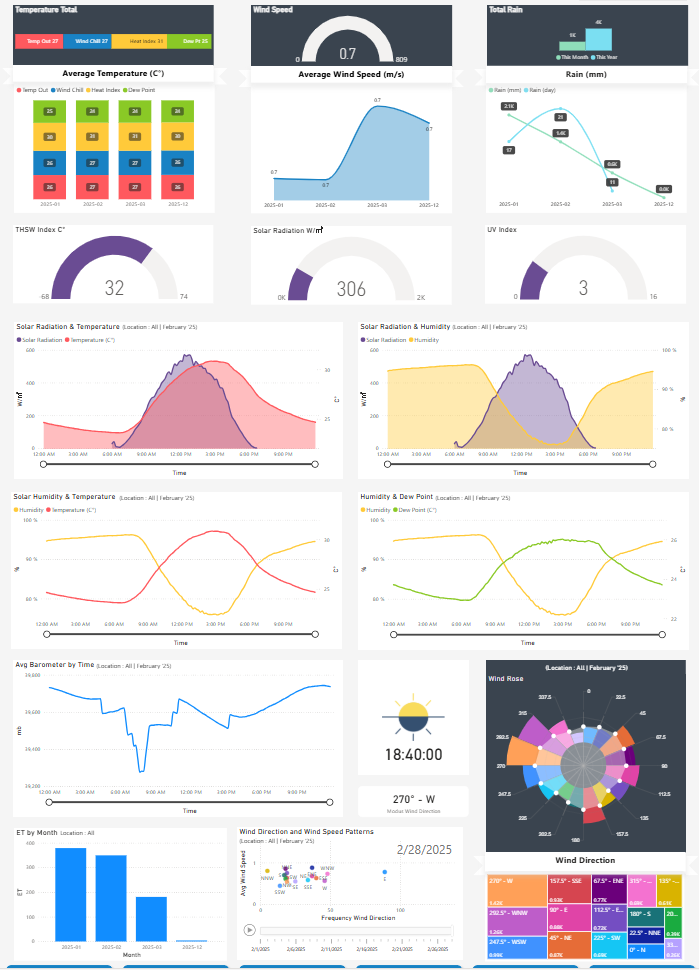 Temperature Total
Temp Out 27 Wind Chill 27 Heat Index 31 Dew Pt 25
Average Temperature (C°)
Temp Out Wind Chill Heat Index Dew Point
25 24 24 24
30 31 31 30
26 27 27 26
26 27 27 26
2025-01 2025-02 2025-03 2025-12
Wind Speed
0.7
0 809
Average Wind Speed (m/s)
0.7
0.7 0.7
0.7
2025-01 2025-02 2025-03 2025-12
Total Rain
4K
This Month This Year
Rain (mm)
Rain (mm) Rain (day)
2.1K
21
17 1.4K
0.6K
11 0.0K
2025-01 2025-02 2025-03 2025-12
THSW Index C°
32
-68 74
Solar Radiation W/㎡
306
0K 2K
UV Index
3
0 16
Solar Radiation & Temperature (Location : All | February '25)
Solar Radiation Temperature (C°)
600
400 30
W/㎡
200 25
0
12:00 AM 3:00 AM 6:00 AM 9:00 AM 12:00 PM 3:00 PM 6:00 PM 9:00 PM
Time
Solar Radiation & Humidity (Location : All | February '25)
Solar Radiation Humidity
600 100 %
400 90 %
W/㎡
200 80 %
0
12:00 AM 3:00 AM 6:00 AM 9:00 AM 12:00 PM 3:00 PM 6:00 PM 9:00 PM
Time
Solar Humidity & Temperature (Location : All | February '25)
Humidity Temperature (C°)
100 % 30
90 %
80 % 25
12:00 AM 3:00 AM 6:00 AM 9:00 AM 12:00 PM 3:00 PM 6:00 PM 9:00 PM
Time
Humidity & Dew Point (Location : All | February '25)
Humidity Dew Point (C°)
100 % 26
90 % 24
80 % 22
12:00 AM 3:00 AM 6:00 AM 9:00 AM 12:00 PM 3:00 PM 6:00 PM 9:00 PM
Time
Avg Barometer by Time (Location : All | February '25)
mb
12:00 AM 3:00 AM 6:00 AM 9:00 AM 12:00 PM 3:00 PM 6:00 PM 9:00 PM
Time
18:40:00
270° - W
Modus Wind Direction
(Location : All | February '25)
Wind Rose
0
337.5 22.5
315 45
292.5 67.5
270 90
247.5 112.5
225 135
202.5 157.5
180
Wind Direction
270° - W 157.5° - SSE 67.5° - ENE 315° -... 135° -...
292.5° - WNW 90° - E 112.5° - E... 180° - S 20...
22.5° - NNE
247.5° - WSW 45° - NE 225° - SW 0° - N
ET by Month Location : All
400
300
ET
200
100
0
2025-01 2025-02 2025-03 2025-12
Month
Wind Direction and Wind Speed Patterns
(Location : All | February '25)
2/28/2025
Avg Wind Speed
1
0
NNW SSW SSE W E
0 50 100
Frequency Wind Direction
2/1/2025 2/6/2025 2/11/2025 2/16/2025 2/21/2025 2/26/2025